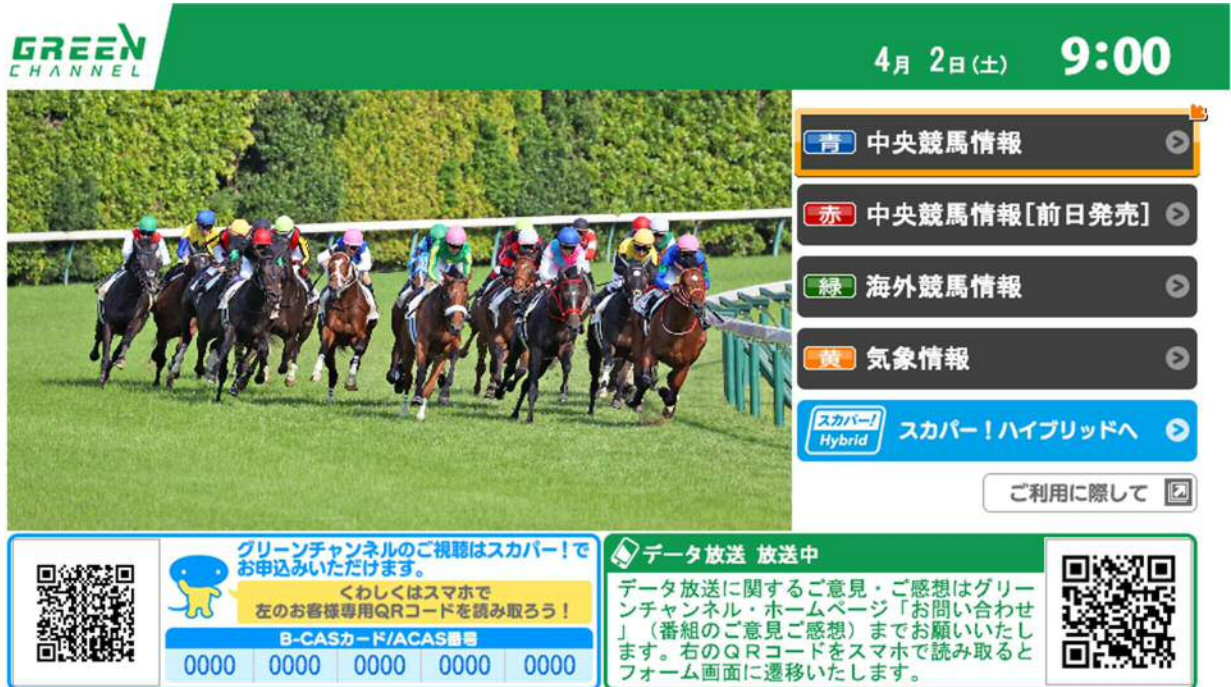 GREEN
CHANNEL
4月 2日(土) 9:00
青 中央競馬情報
赤 中央競馬情報[前日発売]
緑 海外競馬情報
黄 気象情報
スカパー!
Hybrid
スカパー!ハイブリッドへ
ご利用に際して
グリーンチャンネルのご視聴はスカパー!で
お申込みいただけます。
くわしくはスマホで
左のお客様専用QRコードを読み取ろう!
B-CASカード/ACAS番号
0000 0000 0000 0000 0000
データ放送 放送中
データ放送に関するご意見・ご感想はグリー
ンチャンネル・ホームページ「お問い合わせ
」(番組のご意見ご感想)までお願いいたし
ます。右のQRコードをスマホで読み取ると
フォーム画面に遷移いたします。